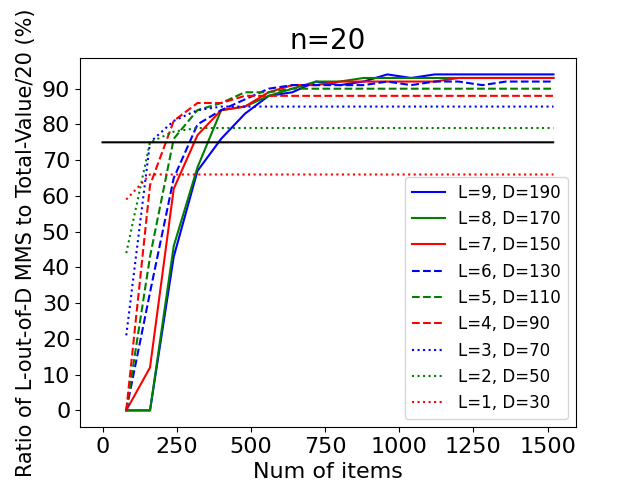 n=20
Ratio of L-out-of-D MMS to Total-Value/20 (%)
90
80
70
60
50
40
30
20
10
0
L=9, D=190
L=8, D=170
L=7, D=150
L=6, D=130
L=5, D=110
L=4, D=90
L=3, D=70
L=2, D=50
L=1, D=30
0 250 500 750 1000 1250 1500
Num of items